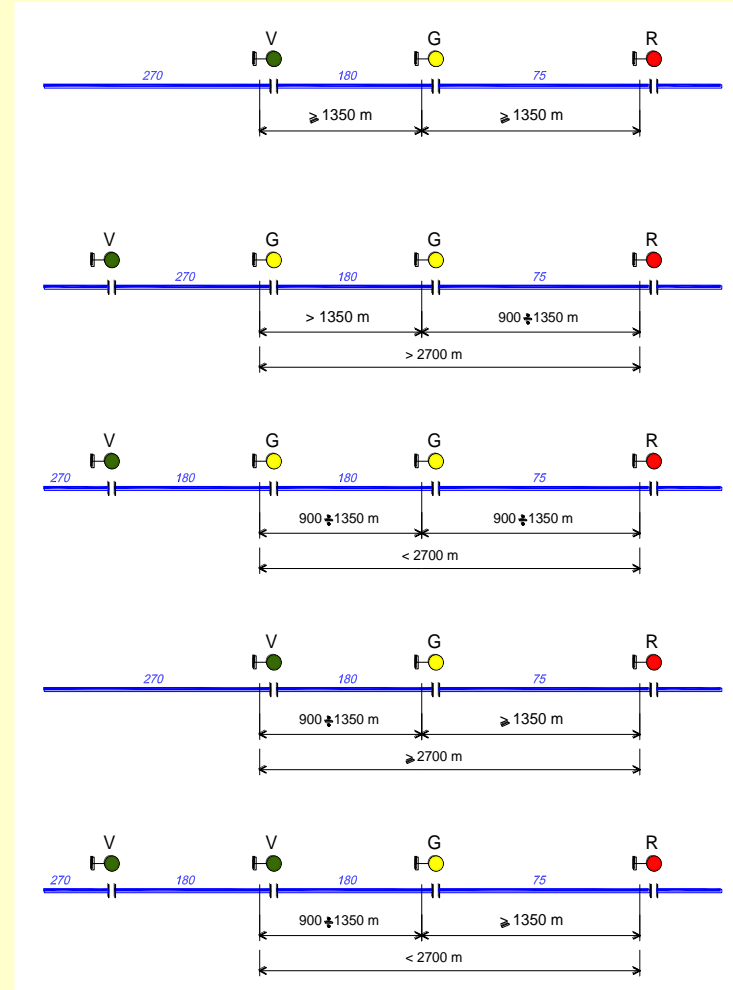 V G R
270 180 75
⩾ 1350 m ⩾ 1350 m
V G G R
270 180 75
> 1350 m 900÷1350 m
> 2700 m
V G G R
270 180 180 75
900÷1350 m 900÷1350 m
< 2700 m
V G R
270 180 75
900÷1350 m ⩾ 1350 m
⩾ 2700 m
V V G R
270 180 180 75
900÷1350 m ⩾ 1350 m
< 2700 m